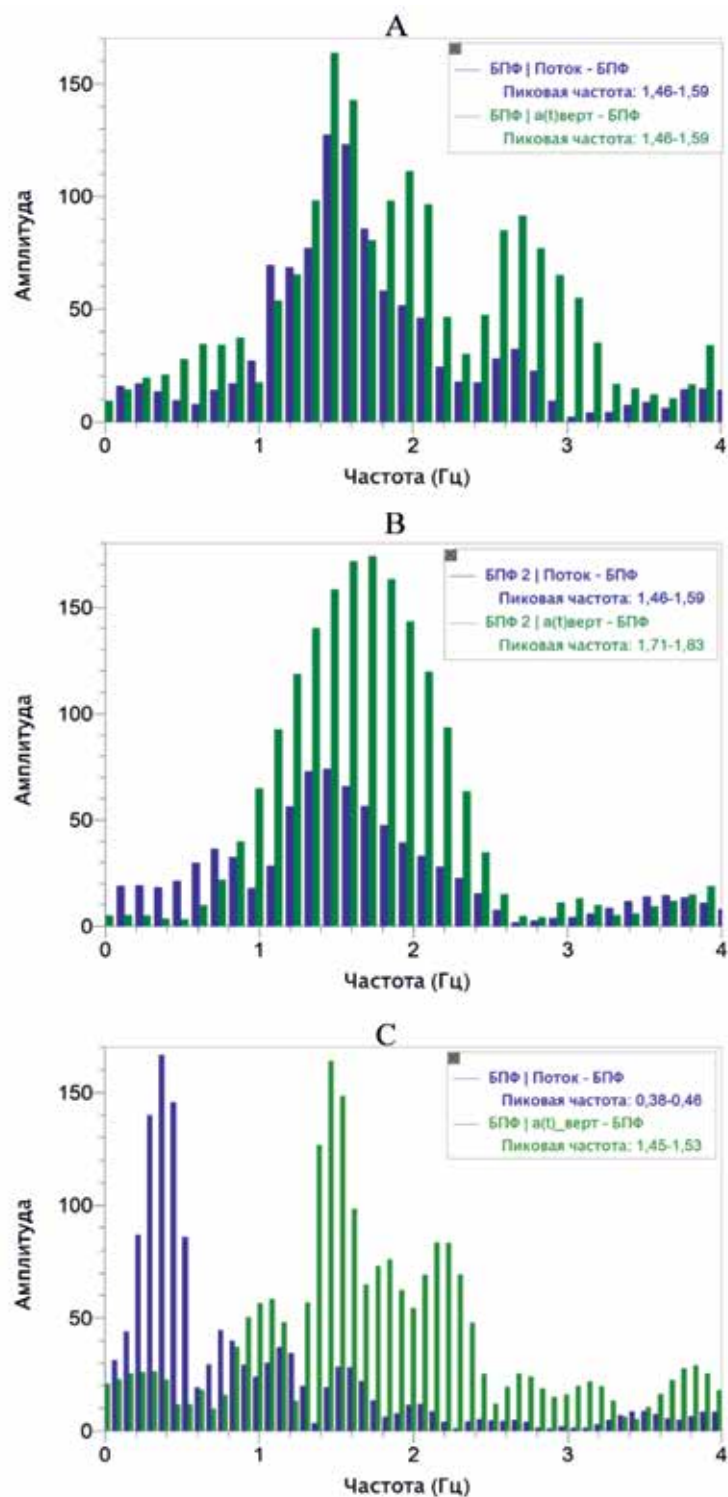 A
БПФ | Поток - БПФ
Пиковая частота: 1,46-1,59
БПФ | a(t)верт - БПФ
Пиковая частота: 1,46-1,59
150
100
50
0
Амплитуда
0 1 2 3 4
Частота (Гц)
B
БПФ 2 | Поток - БПФ
Пиковая частота: 1,46-1,59
БПФ 2 | a(t)верт - БПФ
Пиковая частота: 1,71-1,83
150
100
50
0
Амплитуда
0 1 2 3 4
Частота (Гц)
C
БПФ | Поток - БПФ
Пиковая частота: 0,38-0,46
БПФ | a(t)_верт - БПФ
Пиковая частота: 1,45-1,53
150
100
50
0
Амплитуда
0 1 2 3 4
Частота (Гц)